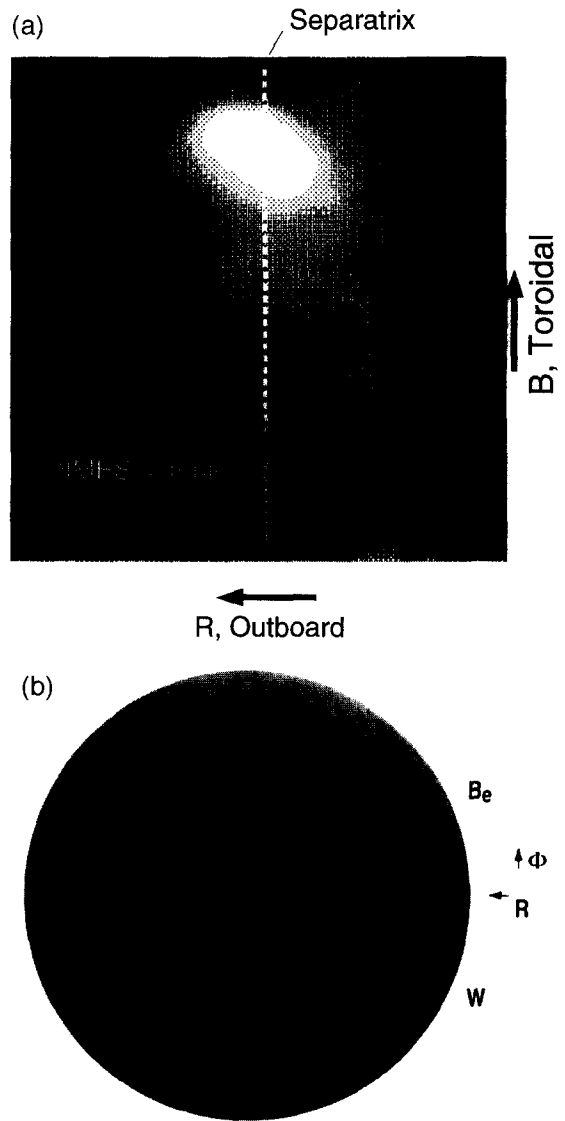 (a)
Separatrix
B, Toroidal
R, Outboard
(b)
Be
Φ
R
W